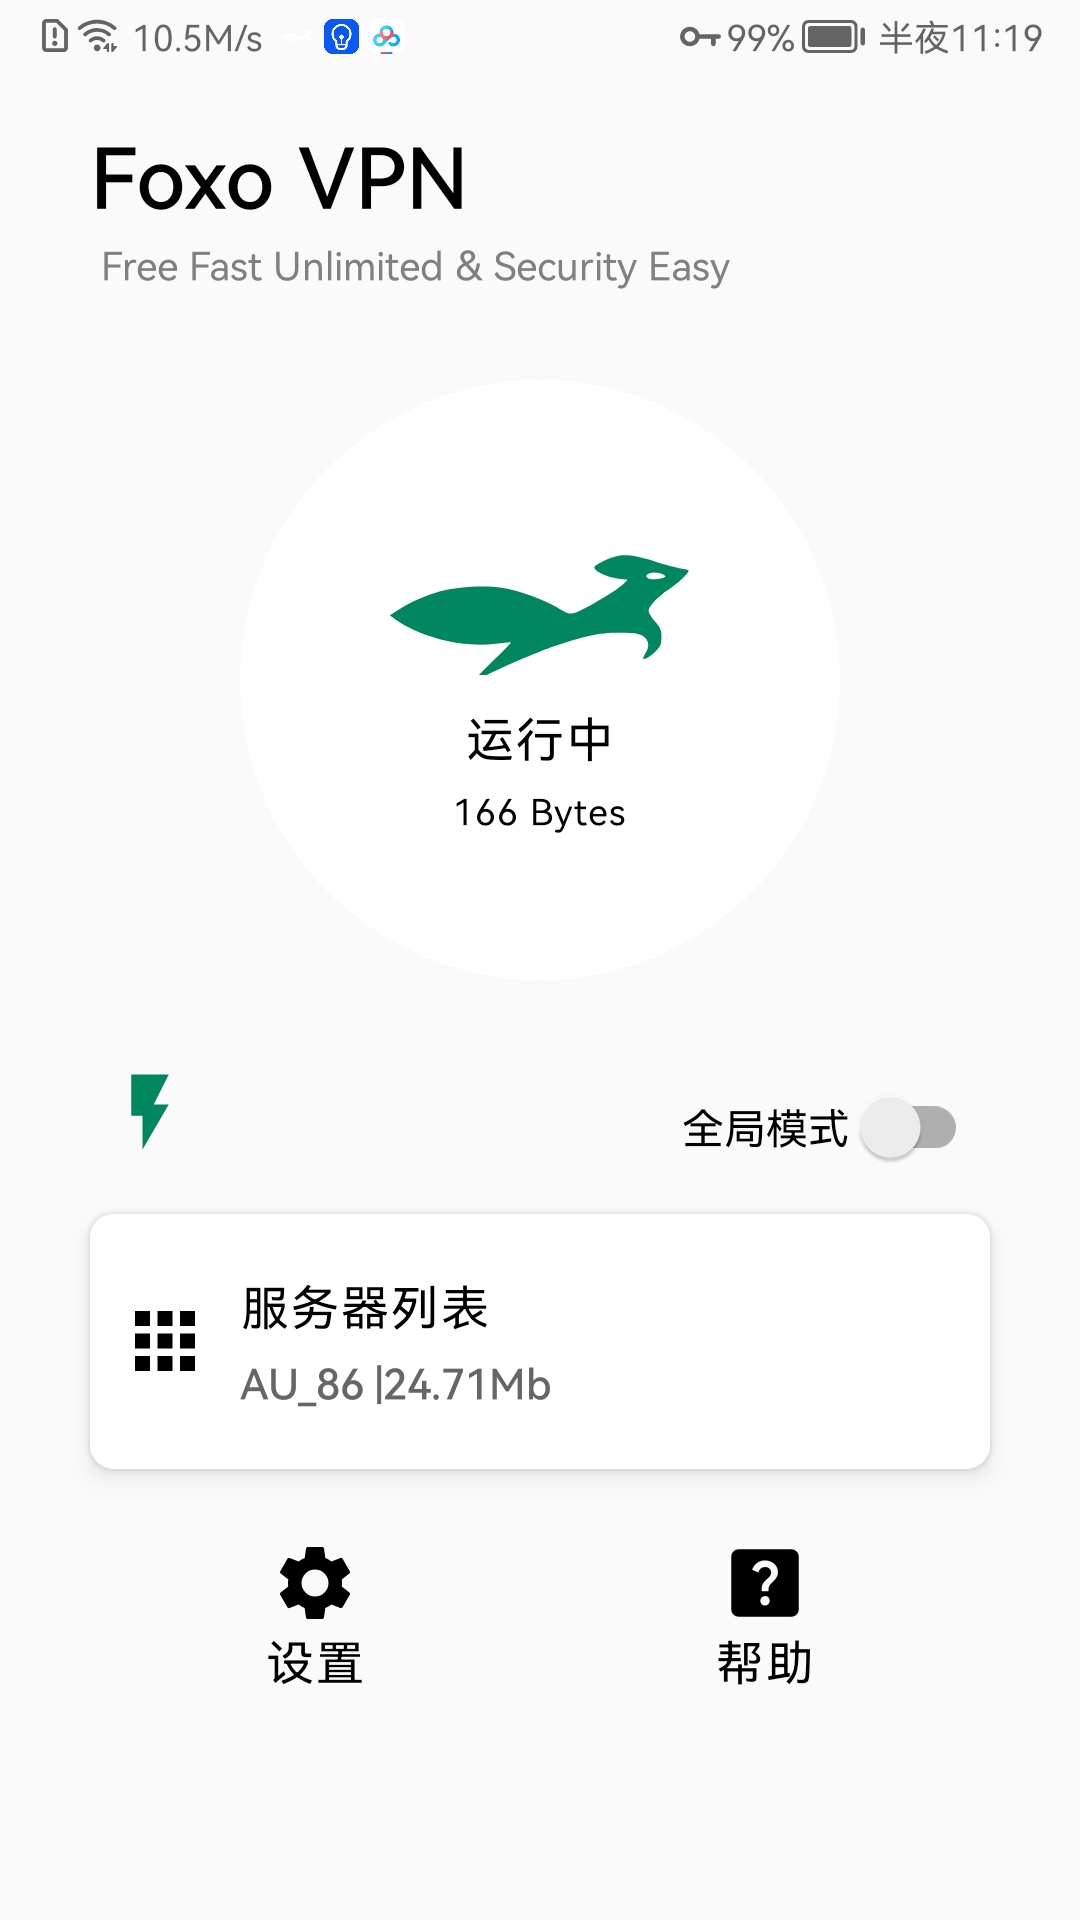 10.5M/s 99% 半夜11:19
Foxo VPN
Free Fast Unlimited & Security Easy
运行中
166 Bytes
全局模式
服务器列表
AU_86 |24.71Mb
设置
帮助